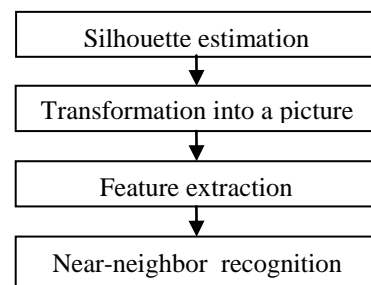 Silhouette estimation
Transformation into a picture
Feature extraction
Near-neighbor recognition